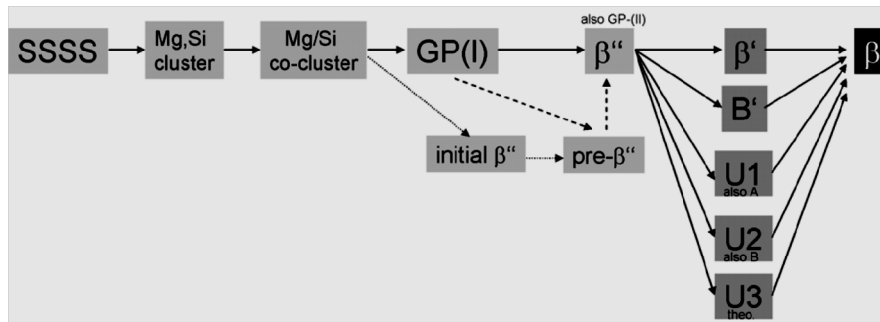 also GP-(II)
SSSS
Mg,Si
cluster
Mg/Si
co-cluster
GP(I)
β“
β‘
β
B‘
initial β“
pre-β“
U1
also A
U2
also B
U3
theo.